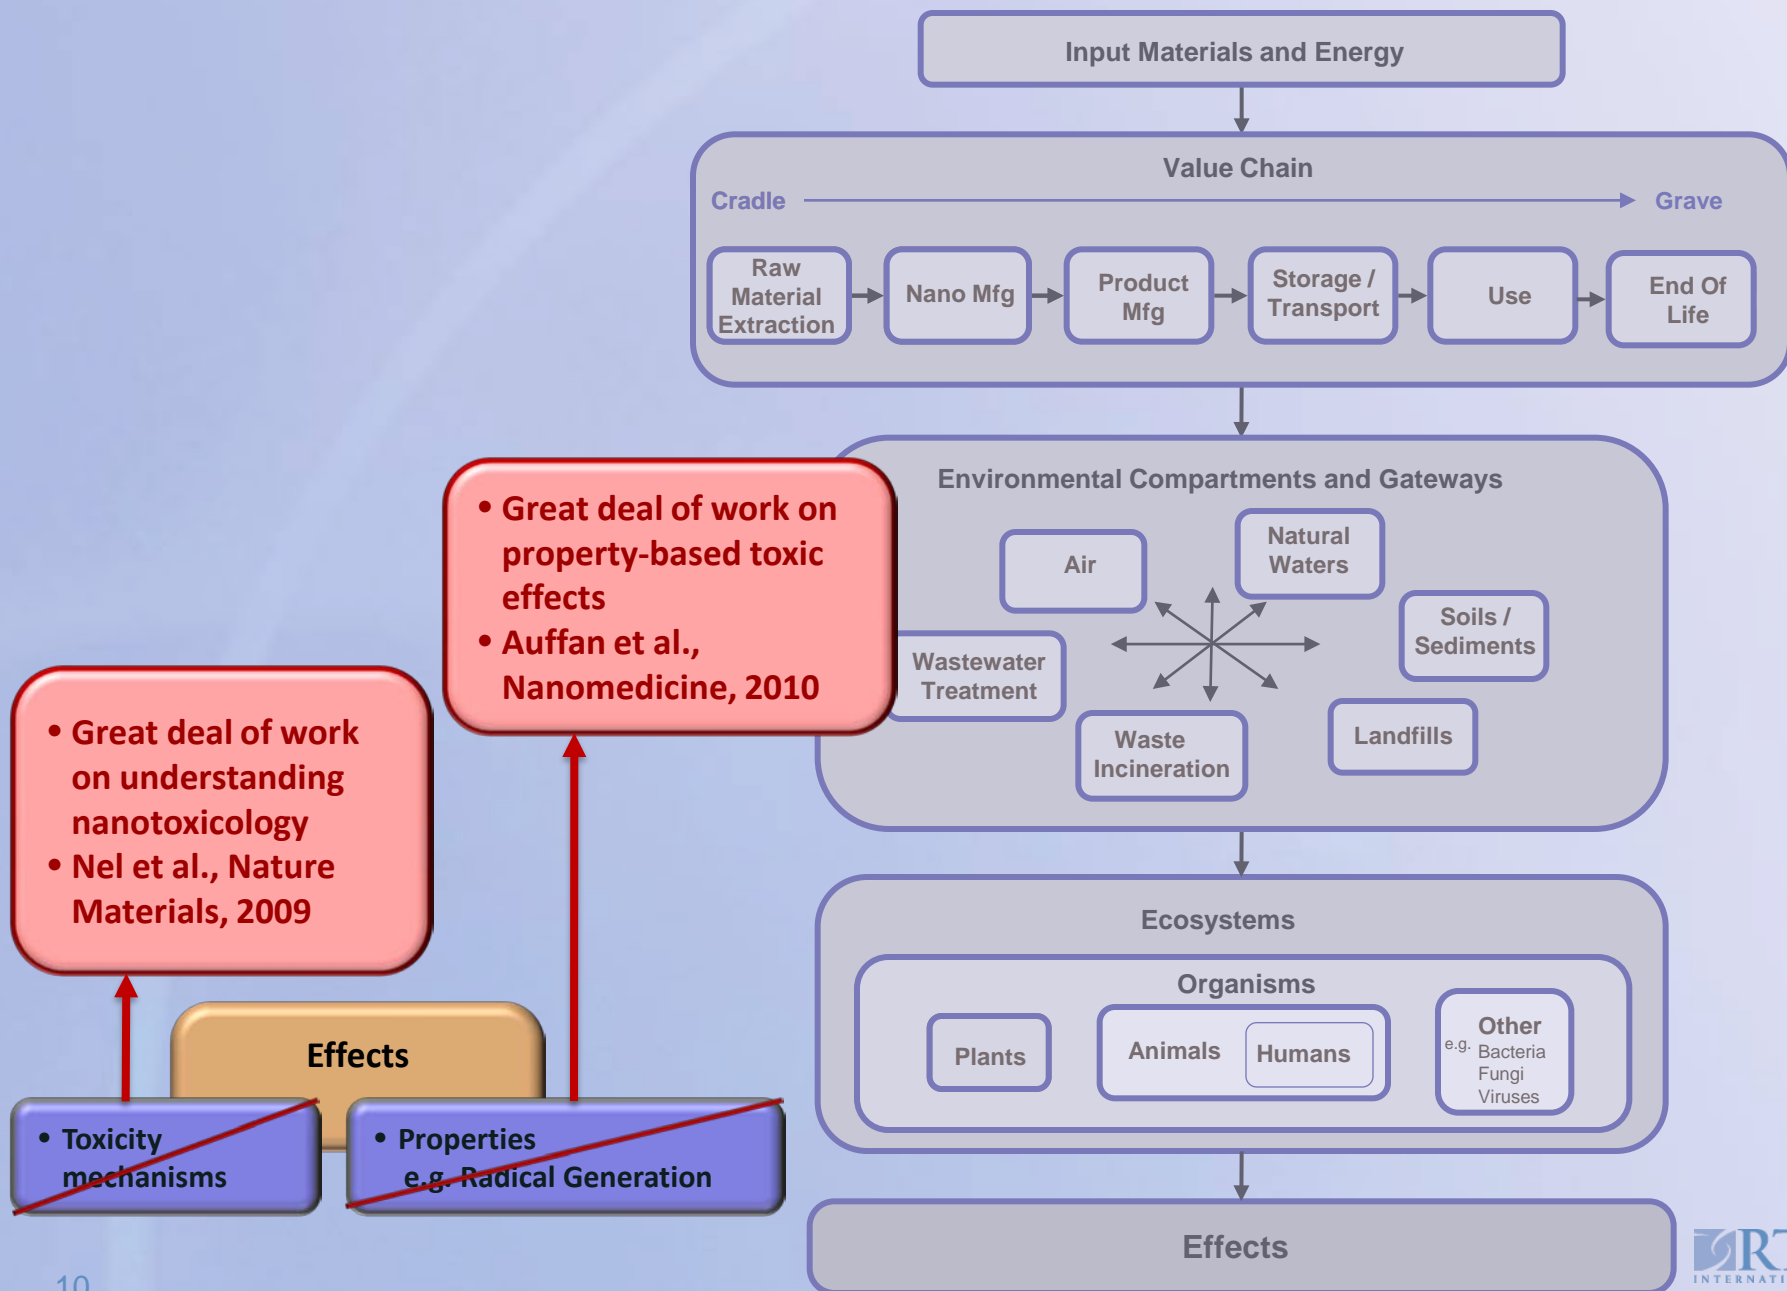 Input Materials and Energy
Value Chain
Cradle
Grave
Raw
Material
Extraction
Nano Mfg
Product
Mfg
Storage /
Transport
Use
End Of
Life
Environmental Compartments and Gateways
Air
Natural
Waters
Soils /
Sediments
Wastewater
Treatment
Waste
Incineration
Landfills
• Great deal of work on
property-based toxic
effects
• Auffan et al.,
Nanomedicine, 2010
• Great deal of work
on understanding
nanotoxicology
• Nel et al., Nature
Materials, 2009
Ecosystems
Organisms
Plants
Animals
Humans
Other
e.g. Bacteria
Fungi
Viruses
Effects
• Toxicity
mechanisms
• Properties
e.g. Radical Generation
Effects
10